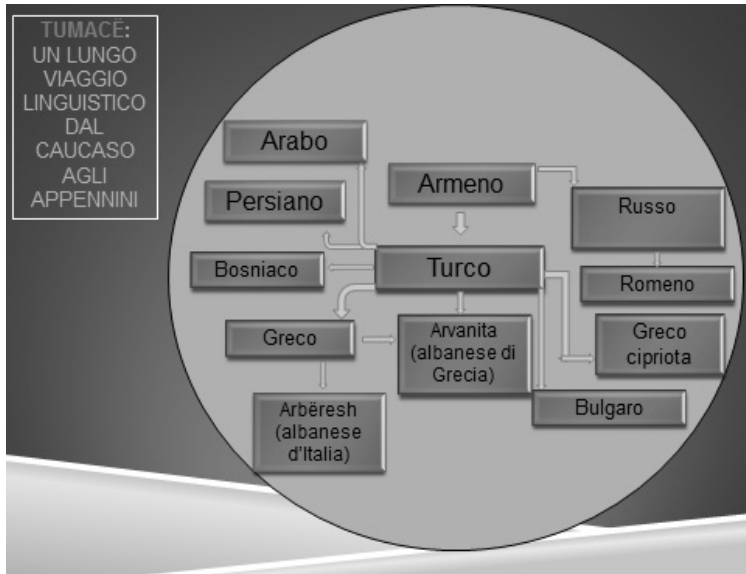 TUMACË:
UN LUNGO
VIAGGIO
LINGUISTICO
DAL
CAUCASO
AGLI
APPENNINI
Arabo
Armeno
Persiano
Russo
Bosniaco
Turco
Romeno
Greco
Arvanita
(albanese di
Grecia)
Greco
cipriota
Arbëresh
(albanese
d'Italia)
Bulgaro